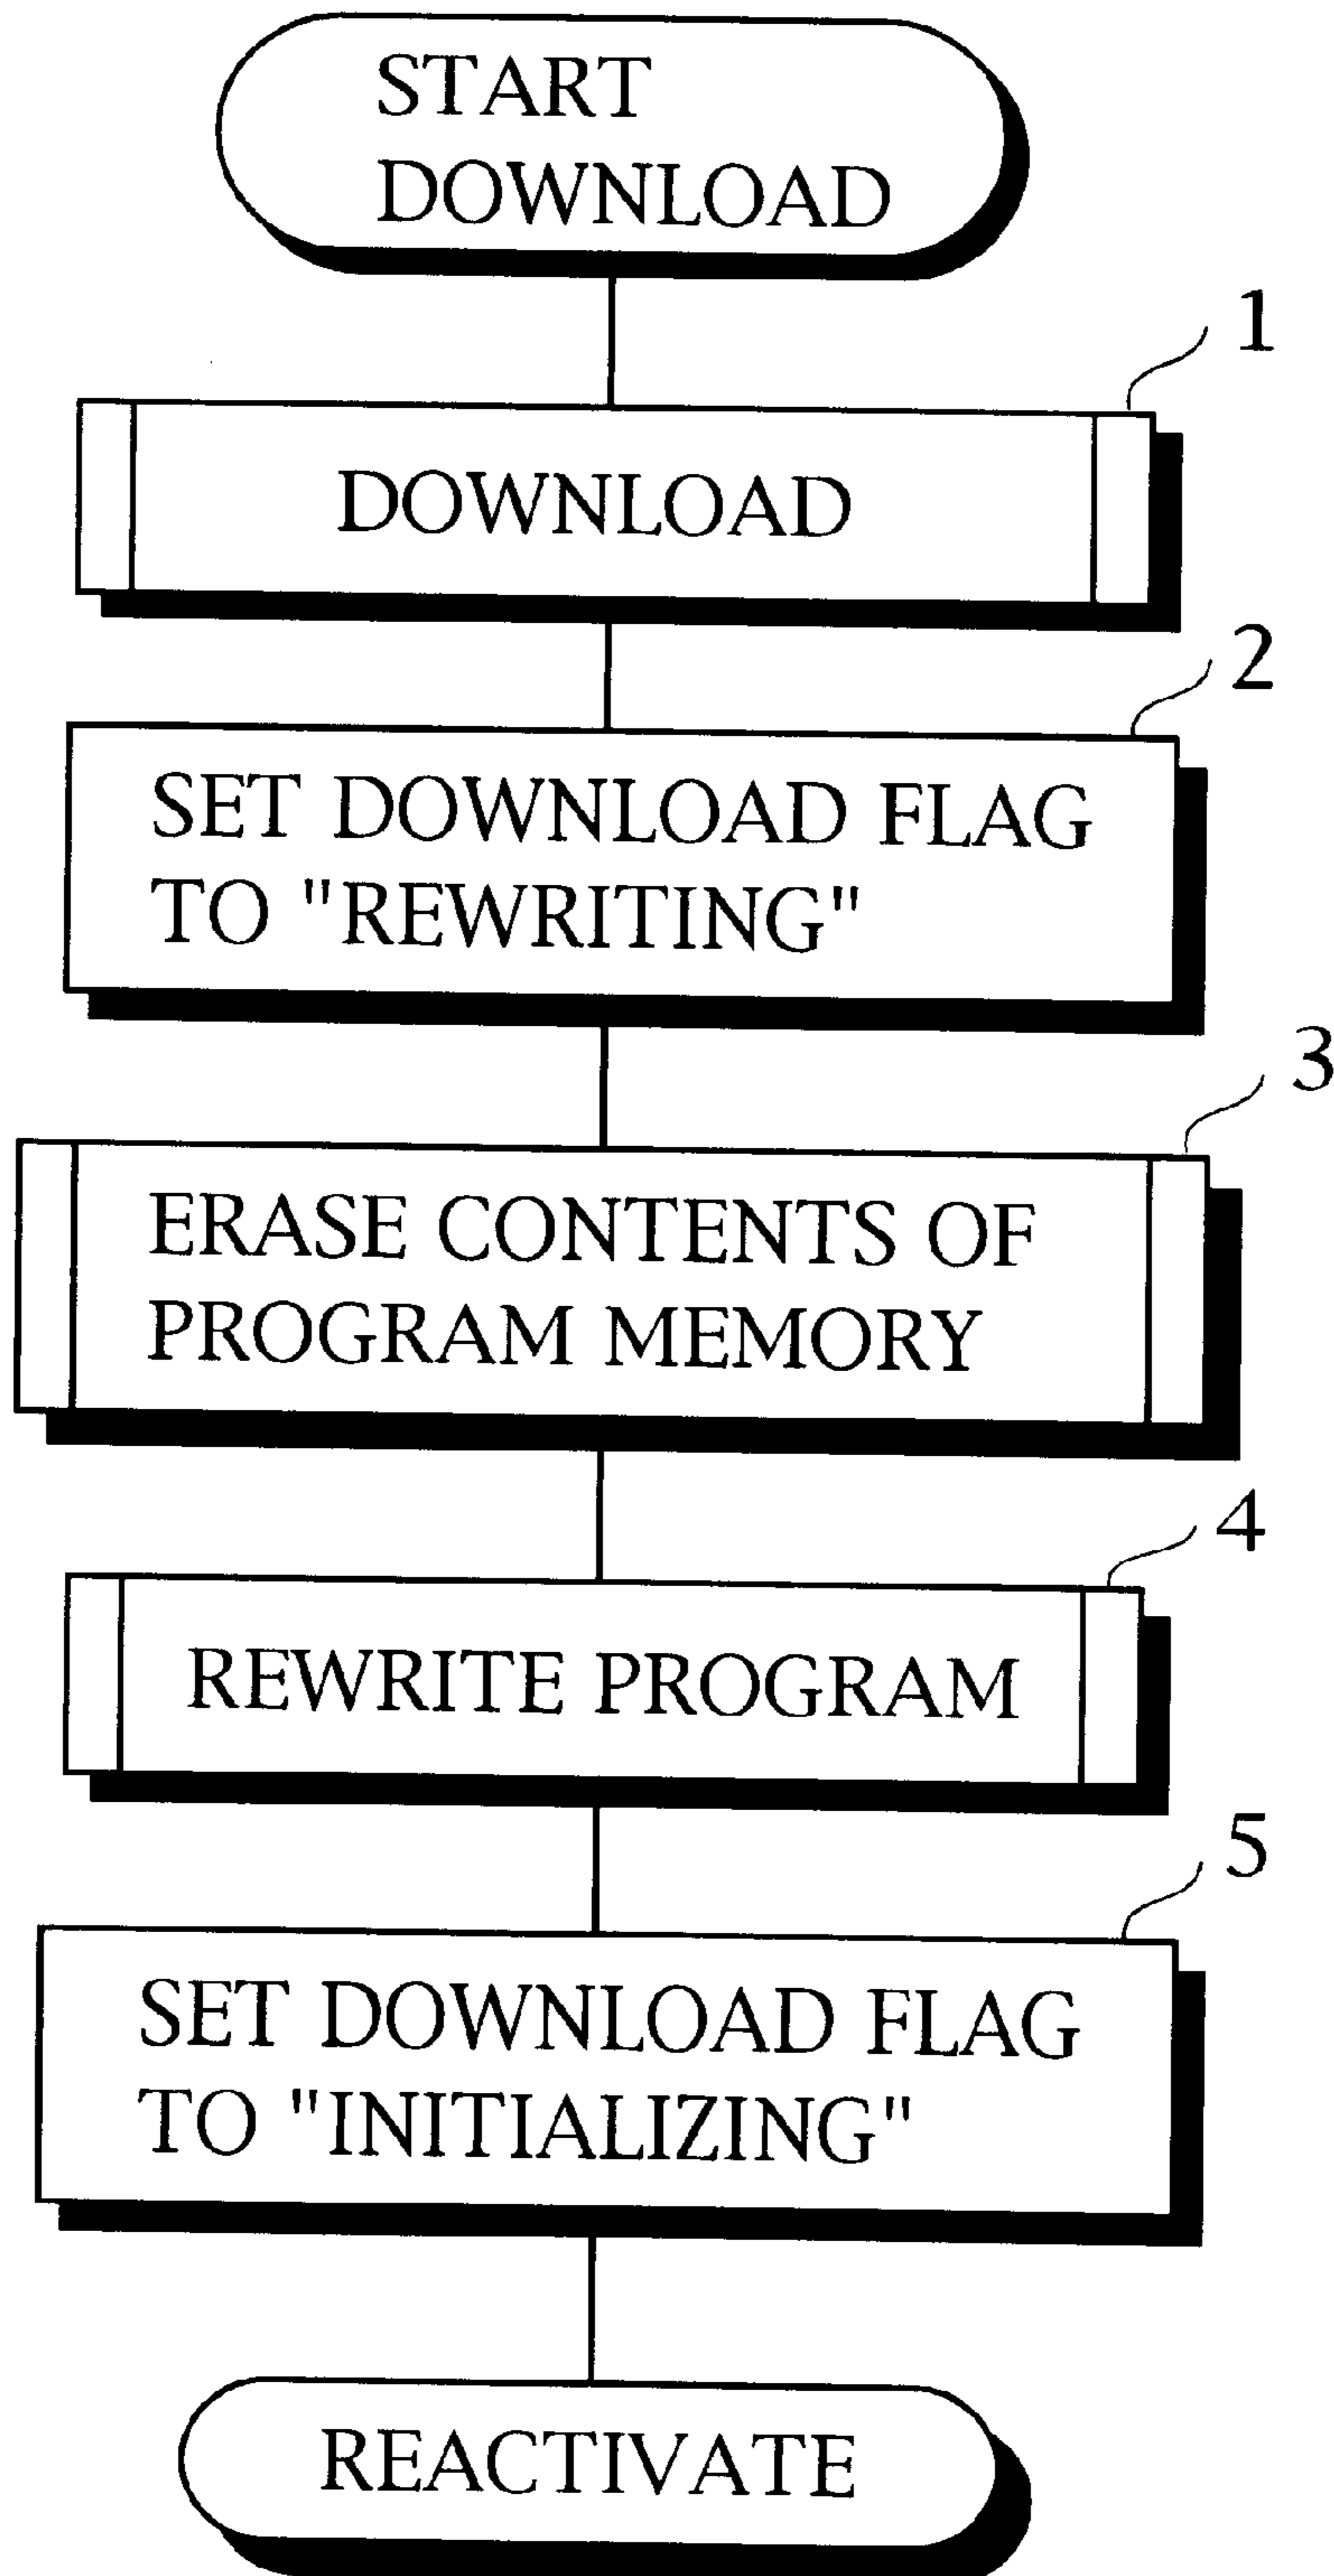 START
DOWNLOAD
1
DOWNLOAD
2
SET DOWNLOAD FLAG
TO "REWRITING"
3
ERASE CONTENTS OF
PROGRAM MEMORY
4
REWRITE PROGRAM
5
SET DOWNLOAD FLAG
TO "INITIALIZING"
REACTIVATE